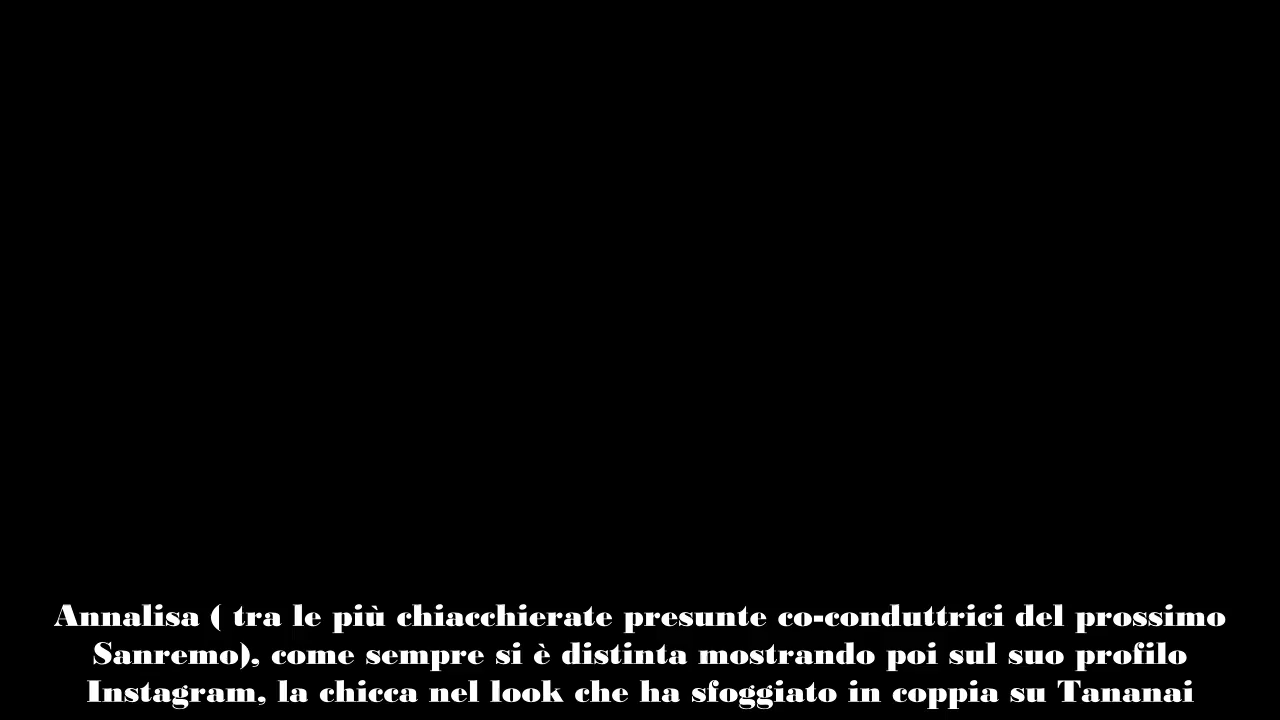 Annalisa ( tra le più chiacchierate presunte co-conduttrici del prossimo
Sanremo), come sempre si è distinta mostrando poi sul suo profilo
Instagram, la chicca nel look che ha sfoggiato in coppia su Tananai